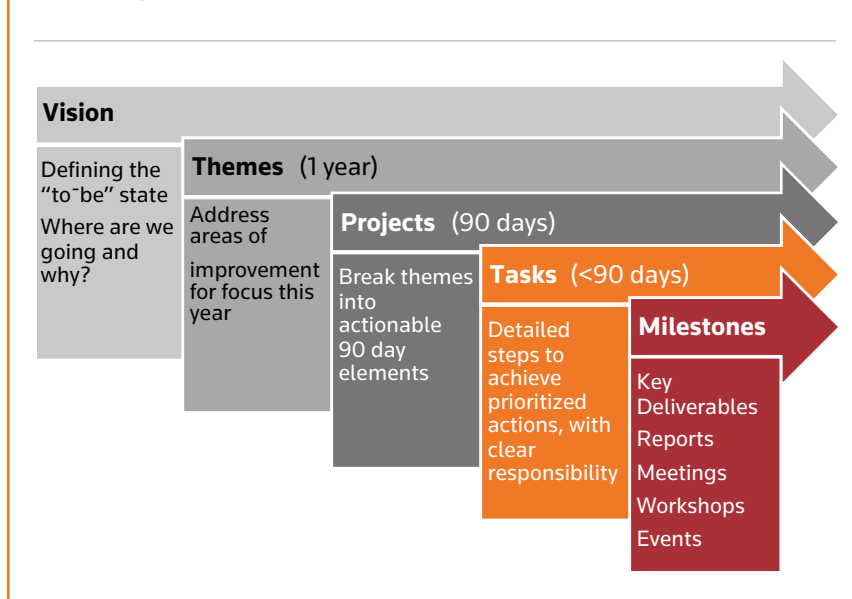 Vision
Defining the
“to-be” state
Where are we
going and
why?
Themes (1 year)
Address
areas of
improvement
for focus this
year
Projects (90 days)
Break themes
into
actionable
90 day
elements
Tasks (<90 days)
Detailed
steps to
achieve
prioritized
actions, with
clear
responsibility
Milestones
Key
Deliverables
Reports
Meetings
Workshops
Events